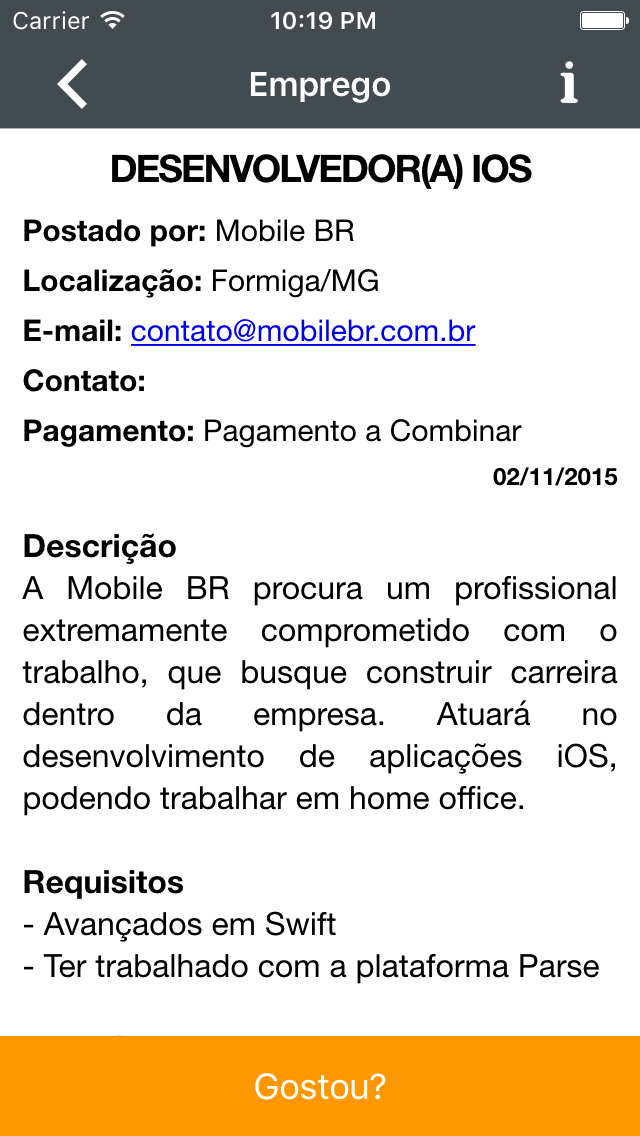 Carrier 10:19 PM
Emprego
DESENVOLVEDOR(A) IOS
Postado por: Mobile BR
Localização: Formiga/MG
E-mail: contato@mobilebr.com.br
Contato:
Pagamento: Pagamento a Combinar
02/11/2015
Descrição
A Mobile BR procura um profissional
extremamente comprometido com o
trabalho, que busque construir carreira
dentro da empresa. Atuará no
desenvolvimento de aplicações iOS,
podendo trabalhar em home office.
Requisitos
- Avançados em Swift
- Ter trabalhado com a plataforma Parse
Gostou?